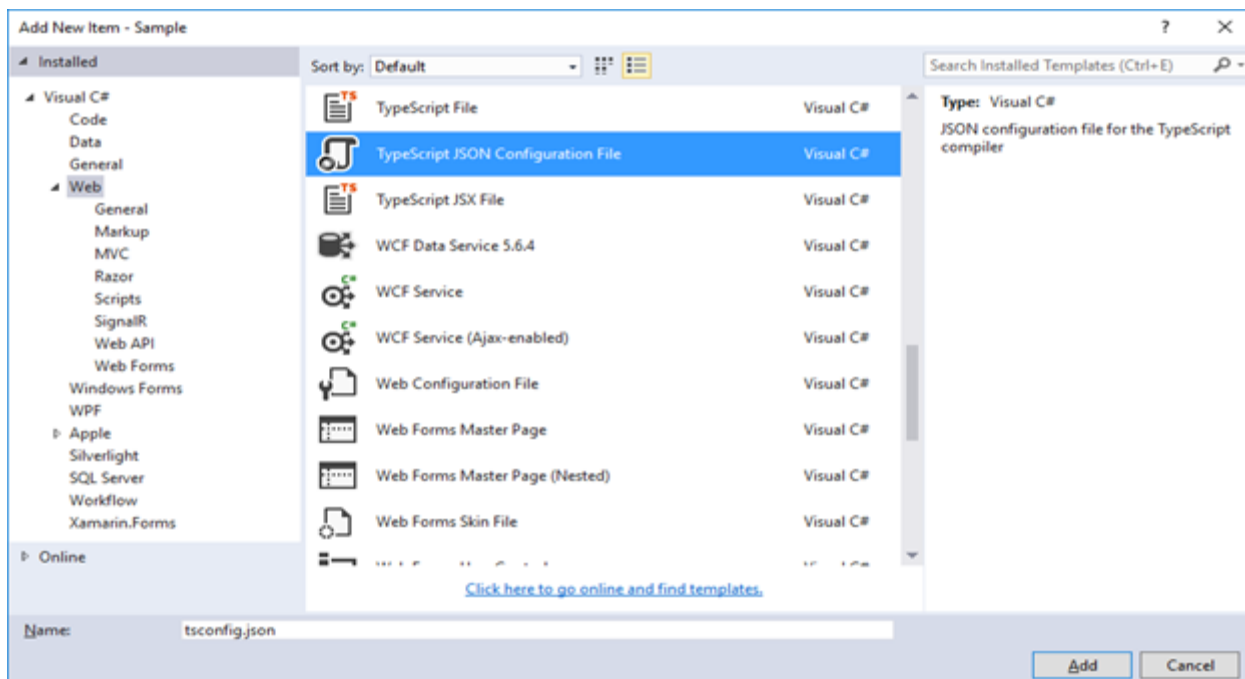 Add New Item - Sample
? ×
Installed
Sort by: Default
Search Installed Templates (Ctrl+E)
Visual C#
Code
Data
General
Web
General
Markup
MVC
Razor
Scripts
SignalR
Web API
Web Forms
Windows Forms
WPF
Apple
Silverlight
SQL Server
Workflow
Xamarin.Forms
Online
TS TypeScript File Visual C#
TypeScript JSON Configuration File Visual C#
TS TypeScript JSX File Visual C#
WCF Data Service 5.6.4 Visual C#
C# WCF Service Visual C#
C# WCF Service (Ajax-enabled) Visual C#
Web Configuration File Visual C#
Web Forms Master Page Visual C#
Web Forms Master Page (Nested) Visual C#
Web Forms Skin File Visual C#
Click here to go online and find templates.
Type: Visual C#
JSON configuration file for the TypeScript
compiler
Name: tsconfig.json
Add Cancel